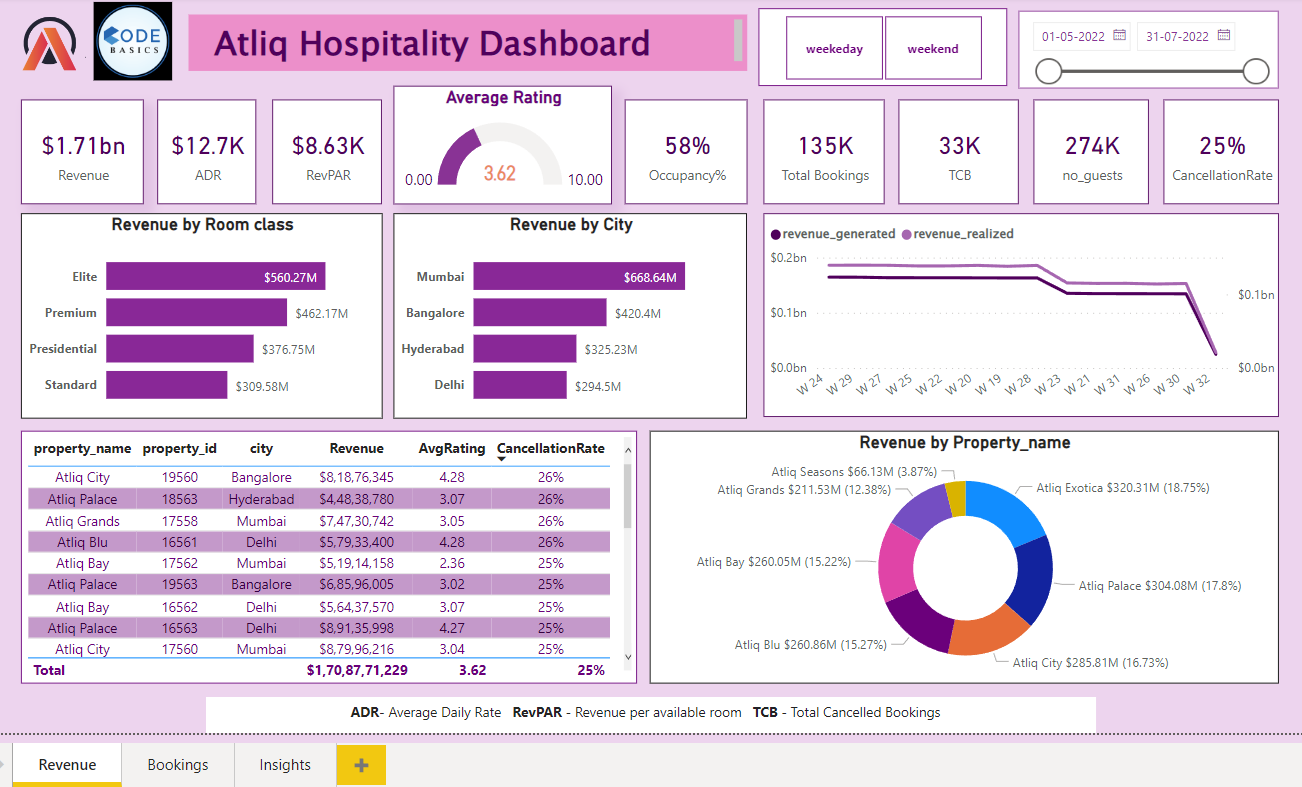 CODE
BASICS
Atliq Hospitality Dashboard
weekeday
weekend
01-05-2022
31-07-2022
$1.71bn
Revenue
$12.7K
ADR
$8.63K
RevPAR
Average Rating
3.62
0.00
10.00
58%
Occupancy%
135K
Total Bookings
33K
TCB
274K
no_guests
25%
CancellationRate
Revenue by Room class
Elite $560.27M
Premium $462.17M
Presidential $376.75M
Standard $309.58M
Revenue by City
Mumbai $668.64M
Bangalore $420.4M
Hyderabad $325.23M
Delhi $294.5M
revenue_generated revenue_realized
$0.2bn
$0.1bn
$0.0bn
$0.1bn
$0.0bn
W 24 W 29 W 27 W 25 W 22 W 20 W 19 W 28 W 23 W 21 W 31 W 26 W 30 W 32
property_name property_id city Revenue AvgRating CancellationRate
Atliq City 19560 Bangalore $8,18,76,345 4.28 26%
Atliq Palace 18563 Hyderabad $4,48,38,780 3.07 26%
Atliq Grands 17558 Mumbai $7,47,30,742 3.05 26%
Atliq Blu 16561 Delhi $5,79,33,400 4.28 26%
Atliq Bay 17562 Mumbai $5,19,14,158 2.36 25%
Atliq Palace 19563 Bangalore $6,85,96,005 3.02 25%
Atliq Bay 16562 Delhi $5,64,37,570 3.07 25%
Atliq Palace 16563 Delhi $8,91,35,998 4.27 25%
Atliq City 17560 Mumbai $8,79,96,216 3.04 25%
Total $1,70,87,71,229 3.62 25%
Revenue by Property_name
Atliq Seasons $66.13M (3.87%)
Atliq Grands $211.53M (12.38%)
Atliq Exotica $320.31M (18.75%)
Atliq Bay $260.05M (15.22%)
Atliq Palace $304.08M (17.8%)
Atliq Blu $260.86M (15.27%)
Atliq City $285.81M (16.73%)
ADR- Average Daily Rate RevPAR - Revenue per available room TCB - Total Cancelled Bookings
Revenue
Bookings
Insights
+